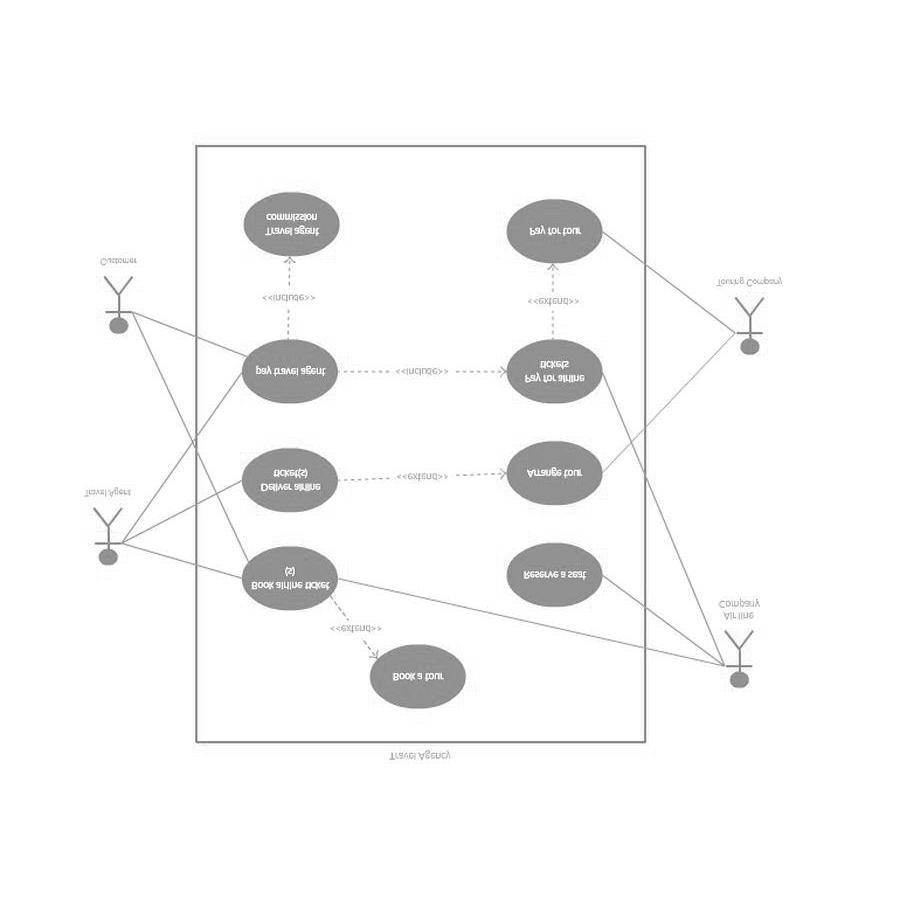 Travel Agency
Book a tour
<<extend>>
Air line
Company
Book airline ticket
(s)
Reserve a seat
Travel Agent
Deliver airline
ticket(s)
<<extend>>
Arrange tour
pay travel agent
<<include>>
Pay for airline
tickets
<<include>>
<<extend>>
Touring Company
Customer
Travel agent
commission
Pay for tour